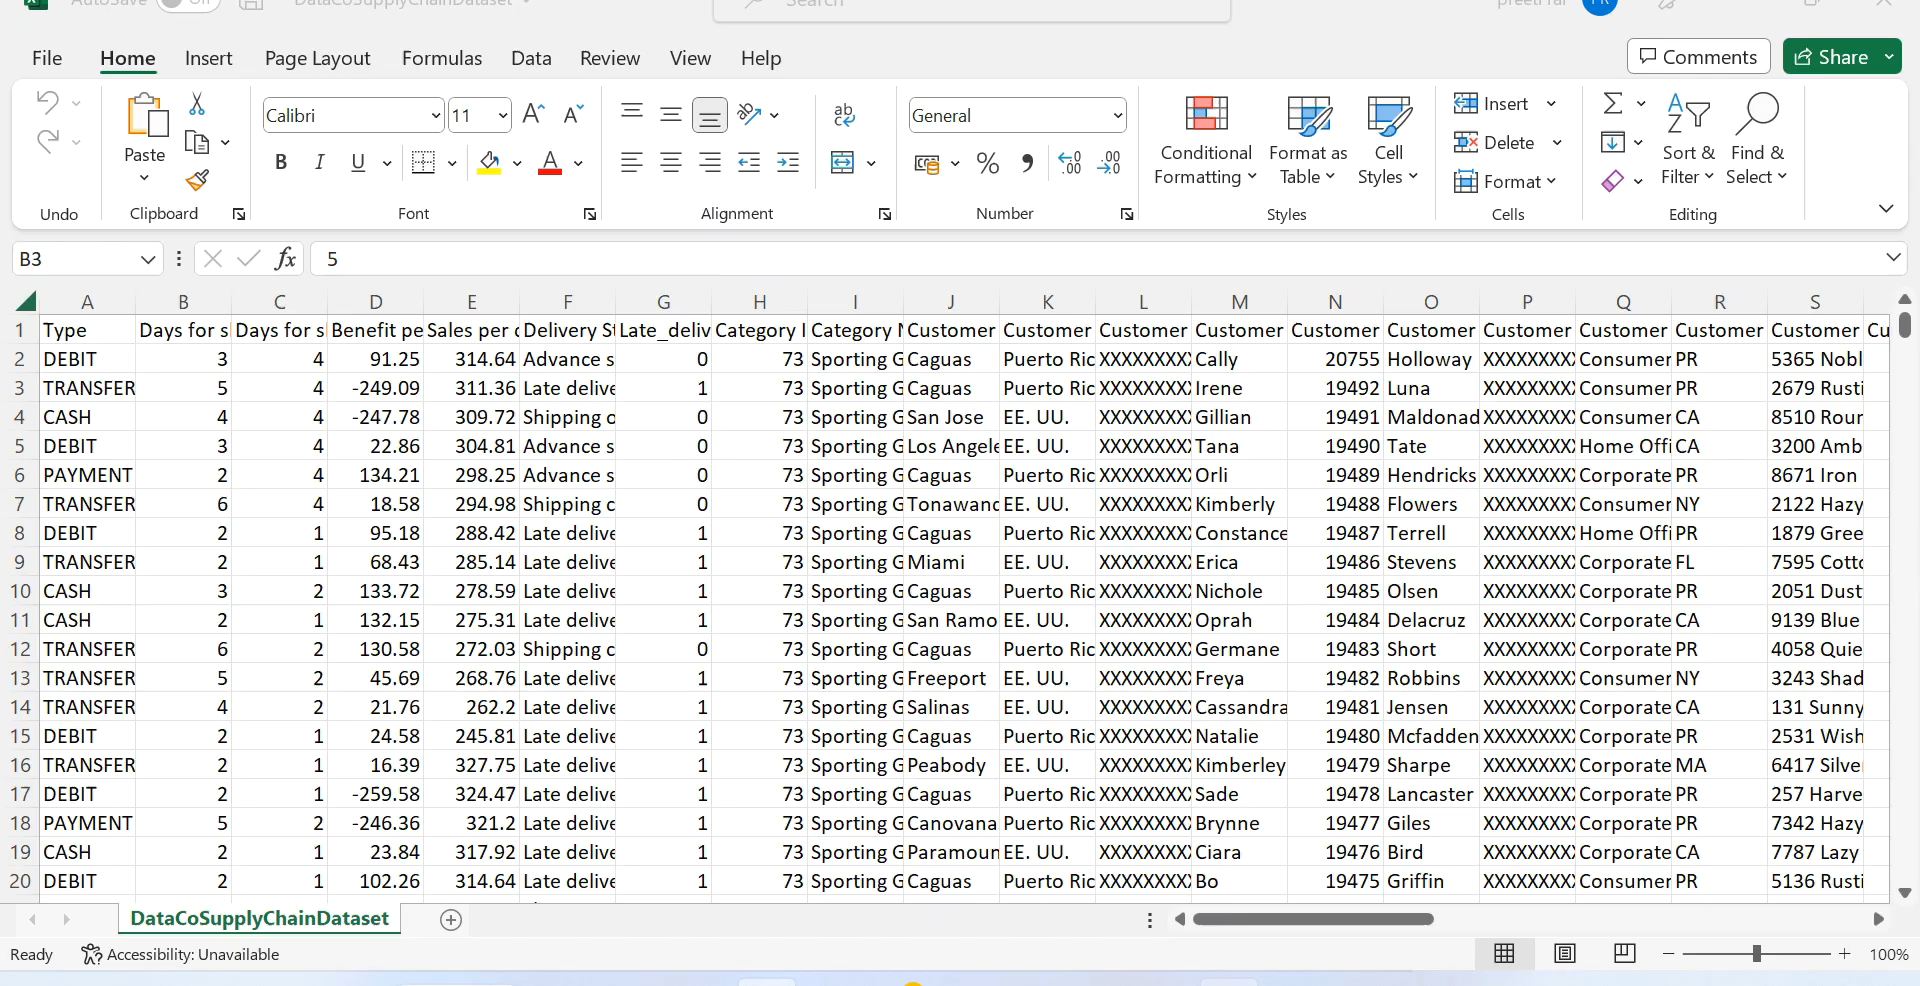 DataCoSupplyChainDataset
File Home Insert Page Layout Formulas Data Review View Help Comments Share
Calibri 11 General Insert
Paste B I U Conditional Formatting Format as Table Cell Styles Delete Sort & Filter Find & Select
Format
Undo Clipboard Font Alignment Number Styles Cells Editing
B3 fx 5
A B C D E F G H I J K L M N O P Q R S
1 Type Days for s Days for s Benefit pe Sales per c Delivery St Late_deliv Category I Category N Customer Customer Customer Customer Customer Customer Customer Customer Customer Customer Cu
2 DEBIT 3 4 91.25 314.64 Advance s 0 73 Sporting G Caguas Puerto Ric XXXXXXXX Cally 20755 Holloway XXXXXXXX Consumer PR 5365 Nobl
3 TRANSFER 5 4 -249.09 311.36 Late delive 1 73 Sporting G Caguas Puerto Ric XXXXXXXX Irene 19492 Luna XXXXXXXX Consumer PR 2679 Rusti
4 CASH 4 4 -247.78 309.72 Shipping o 0 73 Sporting G San Jose EE. UU. XXXXXXXX Gillian 19491 Maldonad XXXXXXXX Consumer CA 8510 Roun
5 DEBIT 3 4 22.86 304.81 Advance s 0 73 Sporting G Los Angele EE. UU. XXXXXXXX Tana 19490 Tate XXXXXXXX Home Offi CA 3200 Amb
6 PAYMENT 2 4 134.21 298.25 Advance s 0 73 Sporting G Caguas Puerto Ric XXXXXXXX Orli 19489 Hendricks XXXXXXXX Corporate PR 8671 Iron
7 TRANSFER 6 4 18.58 294.98 Shipping c 0 73 Sporting G Tonawand EE. UU. XXXXXXXX Kimberly 19488 Flowers XXXXXXXX Consumer NY 2122 Hazy
8 DEBIT 2 1 95.18 288.42 Late delive 1 73 Sporting G Caguas Puerto Ric XXXXXXXX Constance 19487 Terrell XXXXXXXX Home Offi PR 1879 Gree
9 TRANSFER 2 1 68.43 285.14 Late delive 1 73 Sporting G Miami EE. UU. XXXXXXXX Erica 19486 Stevens XXXXXXXX Corporate FL 7595 Cotto
10 CASH 3 2 133.72 278.59 Late delive 1 73 Sporting G Caguas Puerto Ric XXXXXXXX Nichole 19485 Olsen XXXXXXXX Corporate PR 2051 Dust
11 CASH 2 1 132.15 275.31 Late delive 1 73 Sporting G San Ramo EE. UU. XXXXXXXX Oprah 19484 Delacruz XXXXXXXX Corporate CA 9139 Blue
12 TRANSFER 6 2 130.58 272.03 Shipping c 0 73 Sporting G Caguas Puerto Ric XXXXXXXX Germane 19483 Short XXXXXXXX Corporate PR 4058 Quie
13 TRANSFER 5 2 45.69 268.76 Late delive 1 73 Sporting G Freeport EE. UU. XXXXXXXX Freya 19482 Robbins XXXXXXXX Consumer NY 3243 Shad
14 TRANSFER 4 2 21.76 262.2 Late delive 1 73 Sporting G Salinas EE. UU. XXXXXXXX Cassandra 19481 Jensen XXXXXXXX Corporate CA 131 Sunny
15 DEBIT 2 1 24.58 245.81 Late delive 1 73 Sporting G Caguas Puerto Ric XXXXXXXX Natalie 19480 Mcfadden XXXXXXXX Corporate PR 2531 Wish
16 TRANSFER 2 1 16.39 327.75 Late delive 1 73 Sporting G Peabody EE. UU. XXXXXXXX Kimberley 19479 Sharpe XXXXXXXX Corporate MA 6417 Silve
17 DEBIT 2 1 -259.58 324.47 Late delive 1 73 Sporting G Caguas Puerto Ric XXXXXXXX Sade 19478 Lancaster XXXXXXXX Corporate PR 257 Harve
18 PAYMENT 5 2 -246.36 321.2 Late delive 1 73 Sporting G Canovana Puerto Ric XXXXXXXX Brynne 19477 Giles XXXXXXXX Corporate PR 7342 Hazy
19 CASH 2 1 23.84 317.92 Late delive 1 73 Sporting G Paramoun EE. UU. XXXXXXXX Ciara 19476 Bird XXXXXXXX Corporate CA 7787 Lazy
20 DEBIT 2 1 102.26 314.64 Late delive 1 73 Sporting G Caguas Puerto Ric XXXXXXXX Bo 19475 Griffin XXXXXXXX Consumer PR 5136 Rusti
DataCoSupplyChainDataset
Ready Accessibility: Unavailable 100%